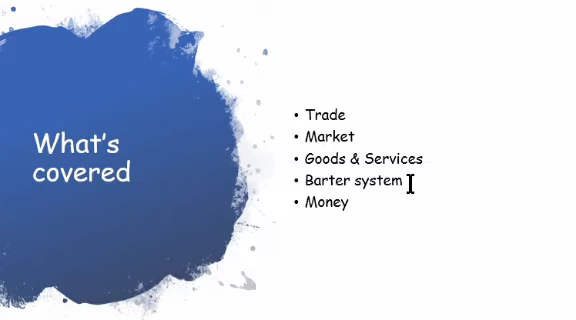 What's
covered
• Trade
• Market
• Goods & Services
• Barter system
• Money